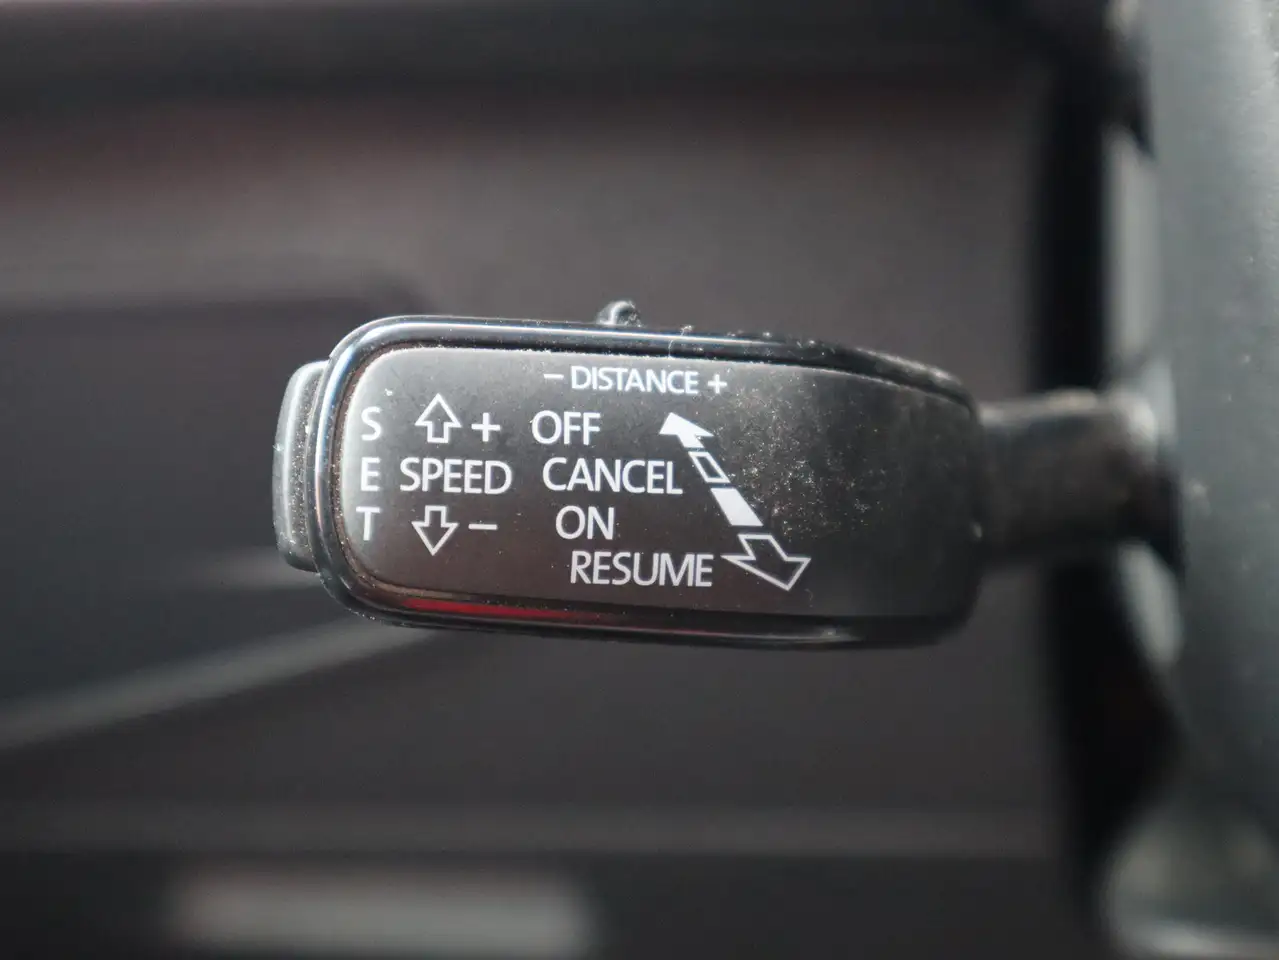 − DISTANCE +
S + OFF
E SPEED CANCEL
T − ON
RESUME